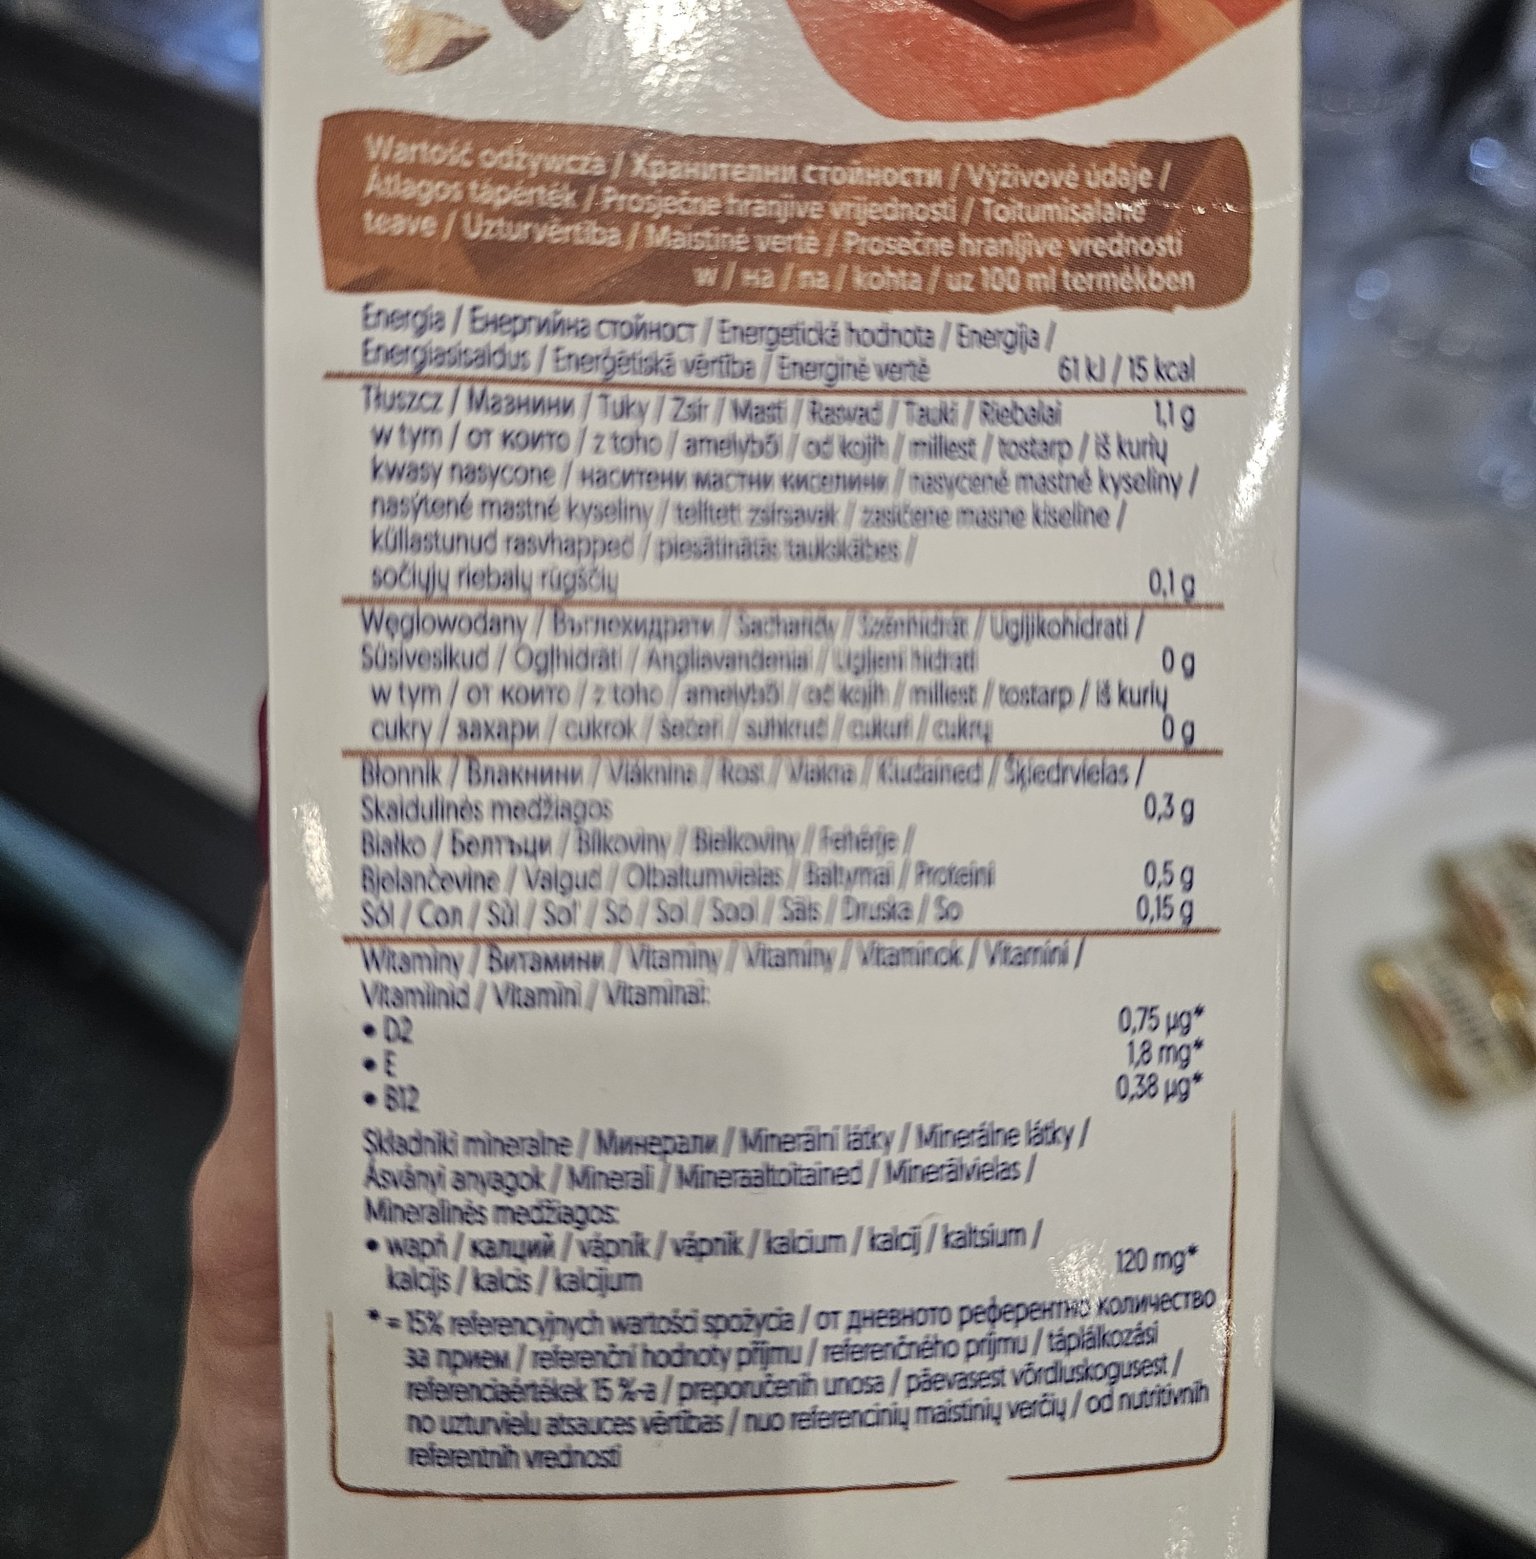 Wartość odżywcza / Хранителни стойности / Výživové údaje /
Átlagos tápérték / Prosječne hranjive vrijednosti / Toitumisalane
teave / Uzturvērtība / Maistinė vertė / Prosečne hranljive vrednosti
w / на / na / kohta / uz 100 ml termékben
Energia / Енергийна стойност / Energetická hodnota / Energija /
Energiasisaldus / Enerģētiskā vērtība / Energinė vertė 61 kJ / 15 kcal
Tłuszcz / Мазнини / Tuky / Zsír / Masti / Rasvad / Tauki / Riebalai 1,1 g
w tym / от които / z toho / amelyből / od kojih / millest / tostarp / iš kurių
kwasy nasycone / наситени мастни киселини / nasycené mastné kyseliny /
nasýtené mastné kyseliny / telített zsírsavak / zasićene masne kiseline /
küllastunud rasvhapped / piesātinātās taukskābes /
sočiųjų riebalų rūgščių 0,1 g
Węglowodany / Въглехидрати / Sacharidy / Szénhidrát / Ugljikohidrati /
Süsivesikud / Ogļhidrāti / Angliavandeniai / Ugljeni hidrati 0 g
w tym / от които / z toho / amelyből / od kojih / millest / tostarp / iš kurių
cukry / захари / cukrok / šećeri / suhkrud / cukuri / cukrų 0 g
Błonnik / Влакнини / Vláknina / Rost / Vlakna / Kiudained / Šķiedrvielas /
Skaidulinės medžiagos 0,3 g
Białko / Белтъци / Bílkoviny / Bielkoviny / Fehérje /
Bjelančevine / Valgud / Olbaltumvielas / Baltymai / Proteini 0,5 g
Sól / Сол / Sůl / Soľ / Só / Sol / Sool / Sāls / Druska / So 0,15 g
Witaminy / Витамини / Vitaminy / Vitamíny / Vitaminok / Vitamini /
Vitamiinid / Vitamīni / Vitaminai:
• D2 0,75 µg*
• E 1,8 mg*
• B12 0,38 µg*
Składniki mineralne / Минерали / Minerální látky / Minerálne látky /
Ásványi anyagok / Minerali / Mineraaltoitained / Minerālvielas /
Mineralinės medžiagos:
• wapń / калций / vápník / vápnik / kalcium / kalcij / kaltsium /
kalcijs / kalcis / kalcijum 120 mg*
* = 15% referencyjnych wartości spożycia / от дневното референтно количество
за прием / referenční hodnoty příjmu / referenčného príjmu / táplálkozási
referenciaértékek 15 %-a / preporučenih unosa / päevasest võrdluskogusest /
no uzturvielu atsauces vērtības / nuo referencinių maistinių verčių / od nutritivnih
referentnih vrednosti